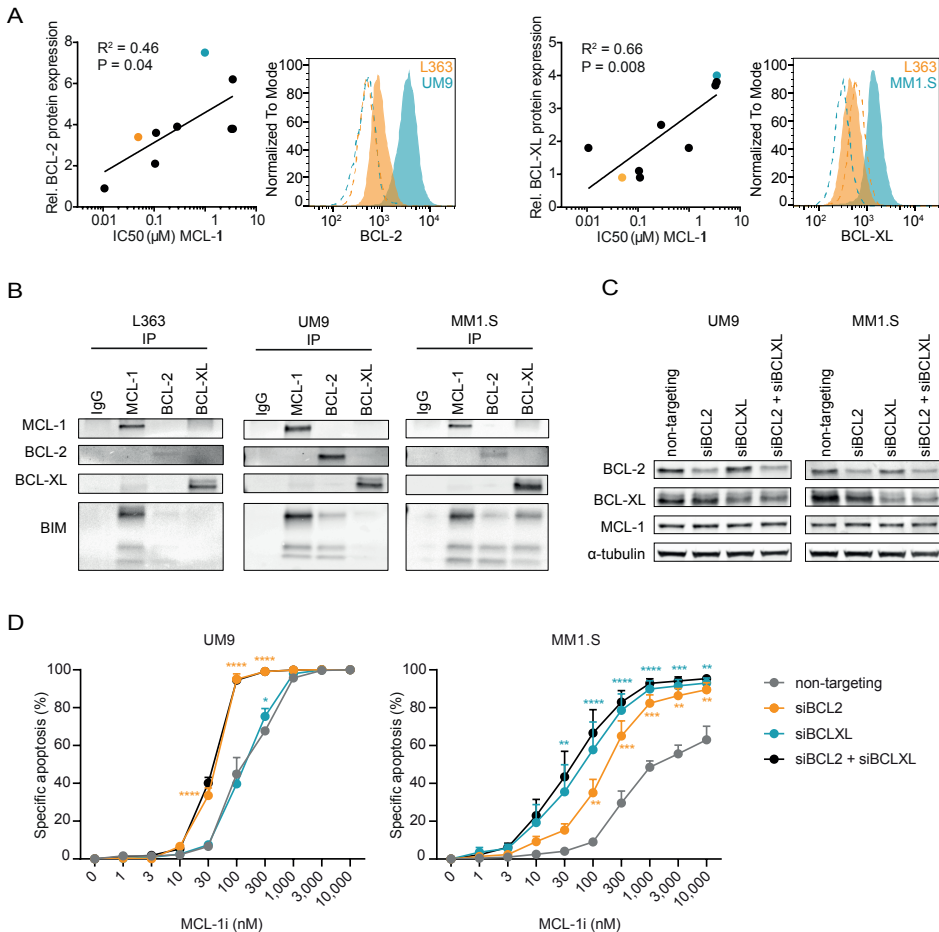 A
R² = 0.46
P = 0.04
Rel. BCL-2 protein expression
8
6
4
2
0
0.01
0.1
1
10
IC50 (µM) MCL-1
L363
UM9
Normalized To Mode
100
80
60
40
20
0
10²
10³
10⁴
BCL-2
R² = 0.66
P = 0.008
Rel. BCL-XL protein expression
5
4
3
2
1
0
0.01
0.1
1
10
IC50 (µM) MCL-1
L363
MM1.S
Normalized To Mode
100
80
60
40
20
0
10²
10³
10⁴
BCL-XL
B
L363
IP
UM9
IP
MM1.S
IP
IgG
MCL-1
BCL-2
BCL-XL
IgG
MCL-1
BCL-2
BCL-XL
IgG
MCL-1
BCL-2
BCL-XL
MCL-1
BCL-2
BCL-XL
BIM
C
UM9
MM1.S
non-targeting
siBCL2
siBCLXL
siBCL2 + siBCLXL
non-targeting
siBCL2
siBCLXL
siBCL2 + siBCLXL
BCL-2
BCL-XL
MCL-1
α-tubulin
D
UM9
Specific apoptosis (%)
100
80
60
40
20
0
**** **** **** *
0 1 3 10 30 100 300 1,000 3,000 10,000
MCL-1i (nM)
MM1.S
Specific apoptosis (%)
100
80
60
40
20
0
** **** **** **** *** **
** *** *** ** **
0 1 3 10 30 100 300 1,000 3,000 10,000
MCL-1i (nM)
non-targeting
siBCL2
siBCLXL
siBCL2 + siBCLXL